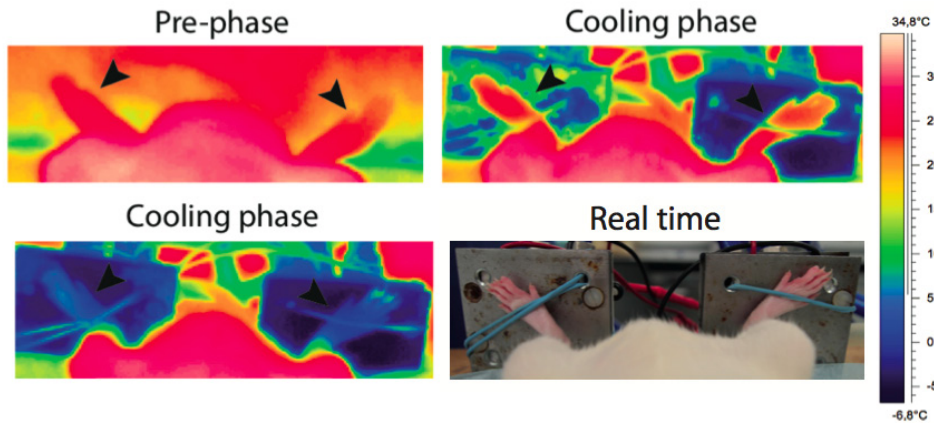 Pre-phase
Cooling phase
Cooling phase
Real time
34,8°C
3
2
2
1
1
5
0
-5
-6,8°C